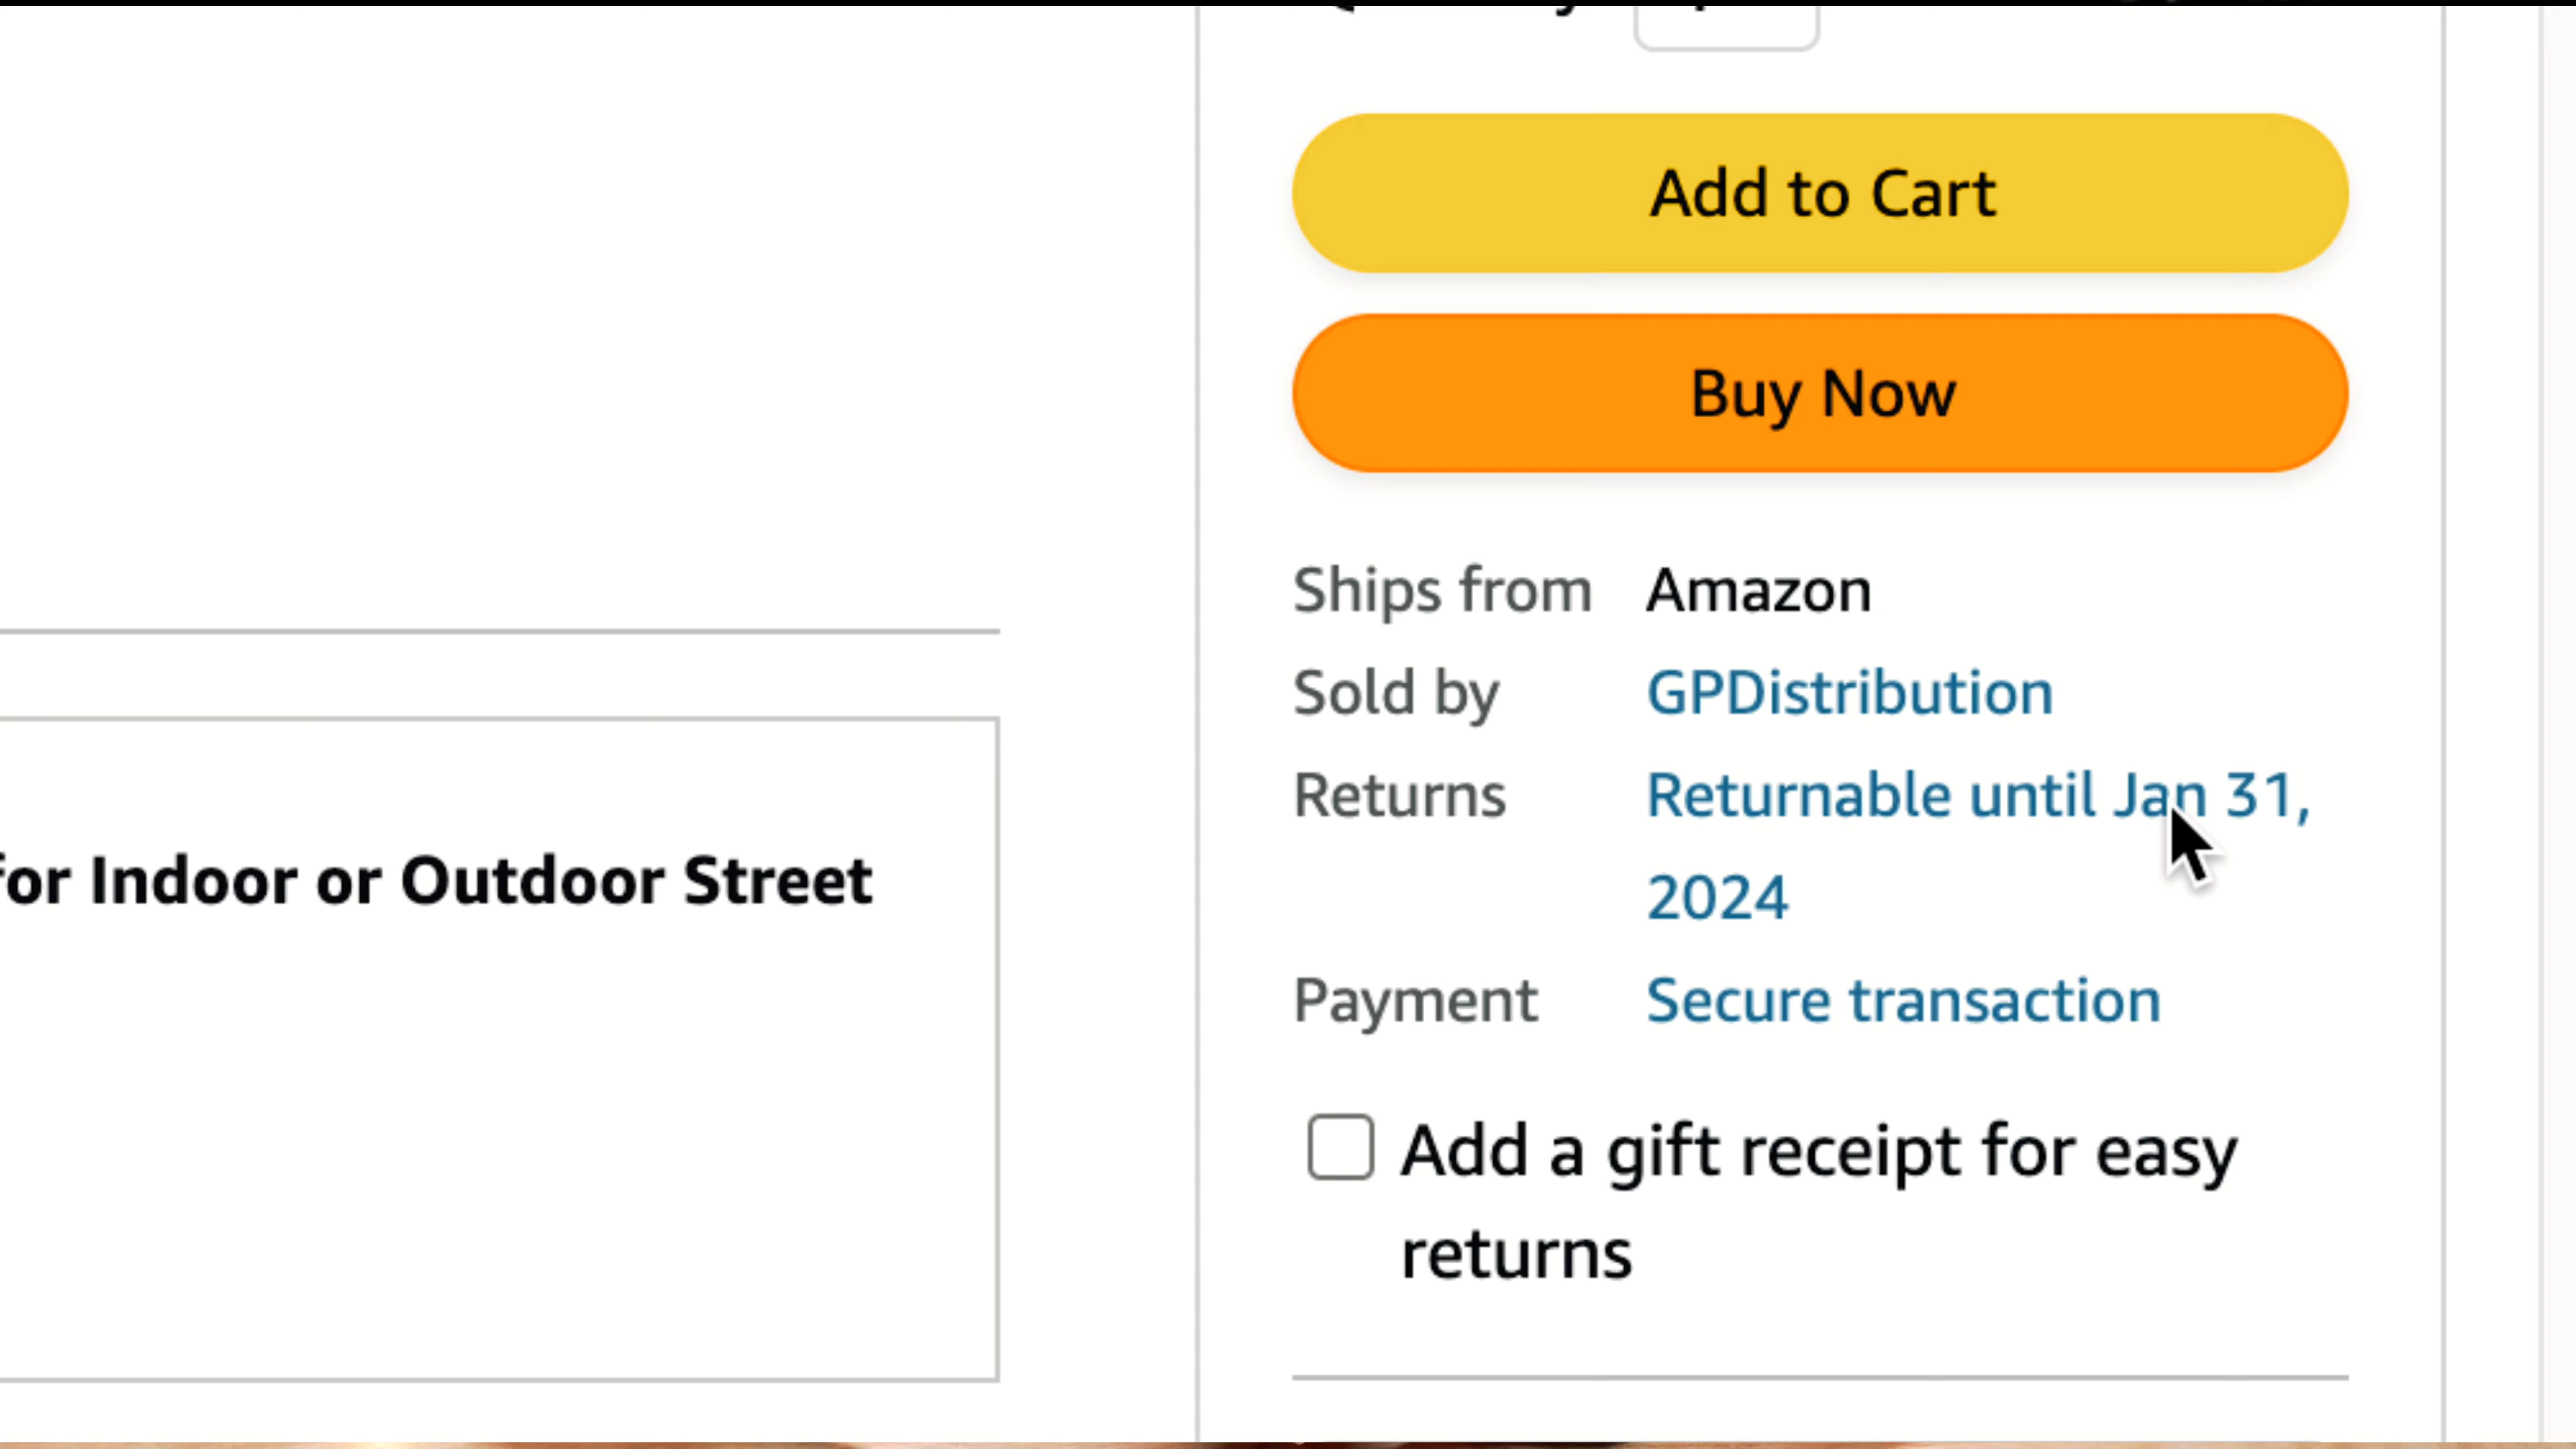 Add to Cart
Buy Now
Ships from Amazon
Sold by GPDistribution
Returns Returnable until Jan 31,
2024
for Indoor or Outdoor Street
Payment Secure transaction
Add a gift receipt for easy
returns